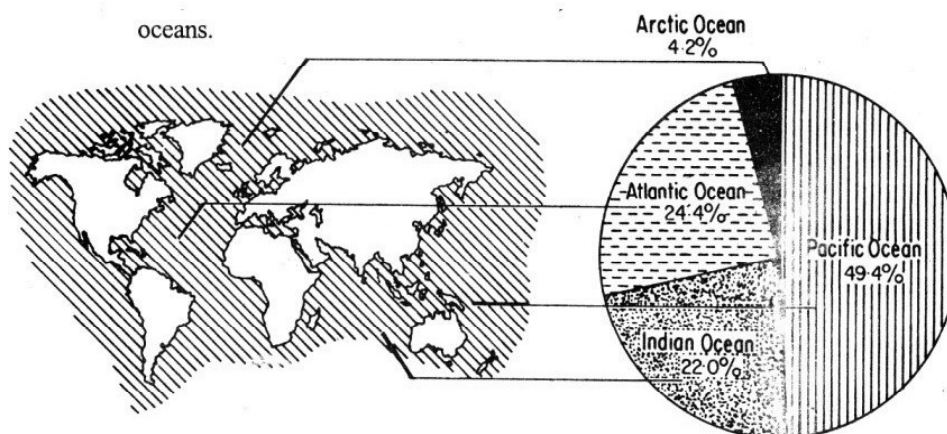 oceans.
Arctic Ocean
4·2%
Atlantic Ocean
24·4%
Pacific Ocean
49·4%
Indian Ocean
22·0%